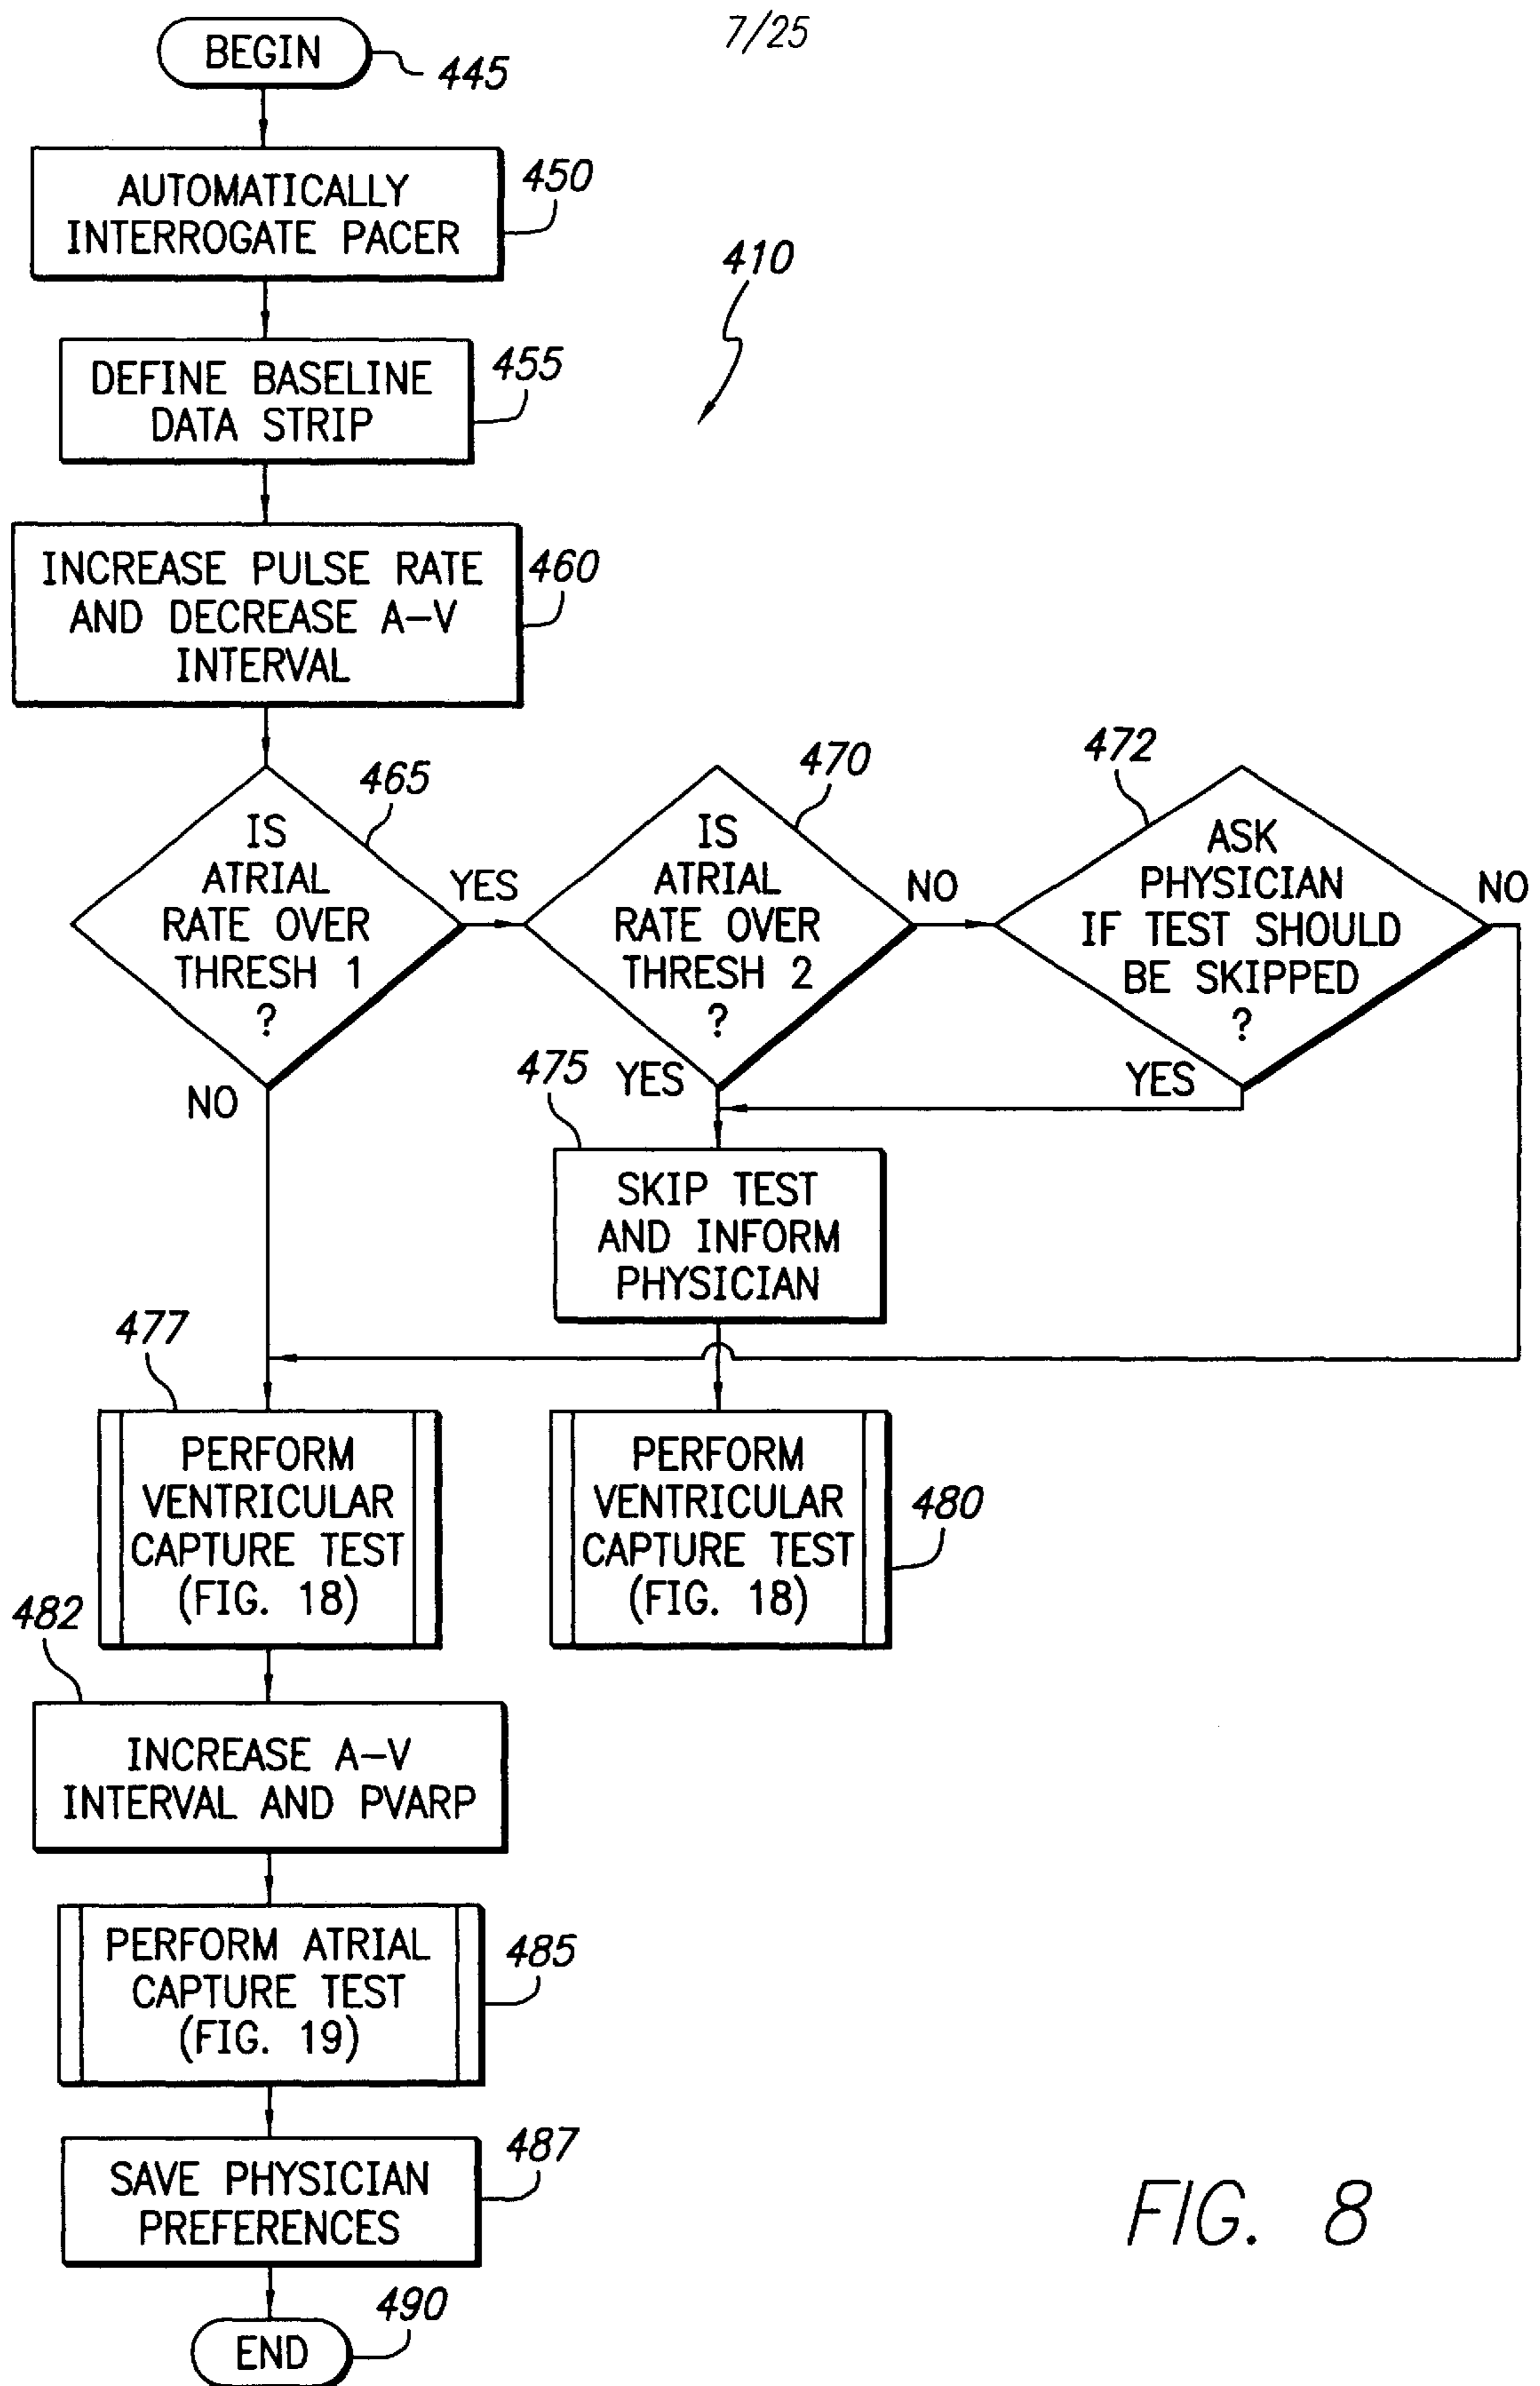 7/25
BEGIN
445
AUTOMATICALLY
INTERROGATE PACER
450
410
DEFINE BASELINE
DATA STRIP
455
INCREASE PULSE RATE
AND DECREASE A-V
INTERVAL
460
IS
ATRIAL
RATE OVER
THRESH 1
?
465
YES
NO
IS
ATRIAL
RATE OVER
THRESH 2
?
470
NO
YES
ASK
PHYSICIAN
IF TEST SHOULD
BE SKIPPED
?
472
NO
YES
475
SKIP TEST
AND INFORM
PHYSICIAN
477
PERFORM
VENTRICULAR
CAPTURE TEST
(FIG. 18)
PERFORM
VENTRICULAR
CAPTURE TEST
(FIG. 18)
480
482
INCREASE A-V
INTERVAL AND PVARP
PERFORM ATRIAL
CAPTURE TEST
(FIG. 19)
485
SAVE PHYSICIAN
PREFERENCES
487
END
490
FIG. 8